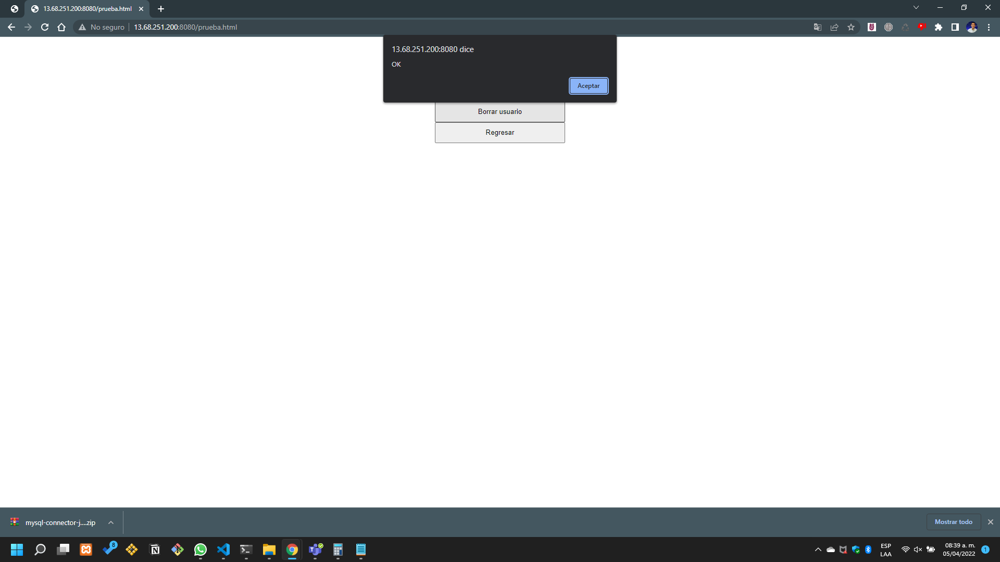 13.68.251.200:8080/prueba.html
No seguro
13.68.251.200:8080/prueba.html
13.68.251.200:8080 dice
OK
Aceptar
Borrar usuario
Regresar
mysql-connector-j....zip
Mostrar todo
8
ESP
LAA
08:39 a. m.
05/04/2022
1